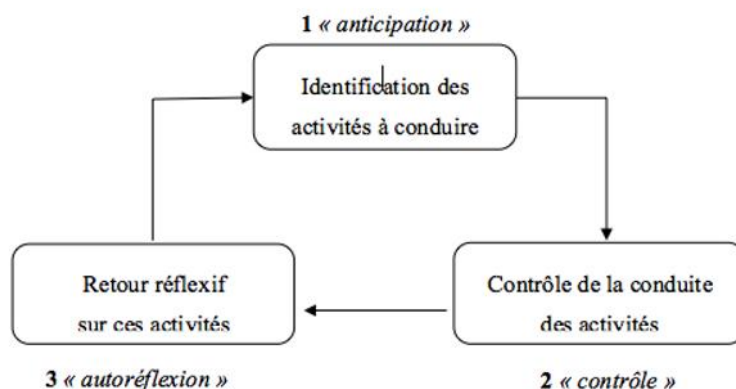 1 « anticipation »
Identification des
activités à conduire
Retour réflexif
sur ces activités
Contrôle de la conduite
des activités
3 « autoréflexion »
2 « contrôle »